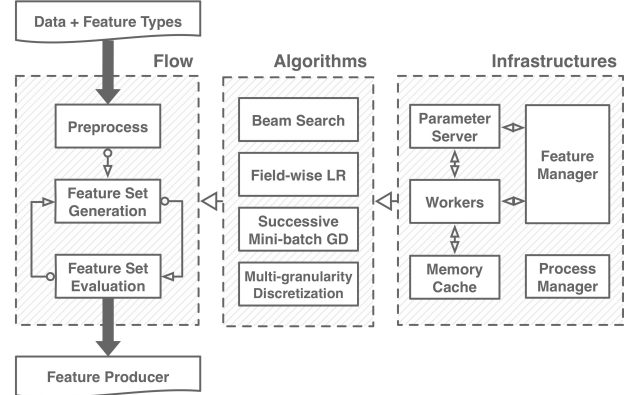 Data + Feature Types
Flow
Preprocess
Feature Set
Generation
Feature Set
Evaluation
Feature Producer
Algorithms
Beam Search
Field-wise LR
Successive
Mini-batch GD
Multi-granularity
Discretization
Infrastructures
Parameter
Server
Feature
Manager
Workers
Memory
Cache
Process
Manager